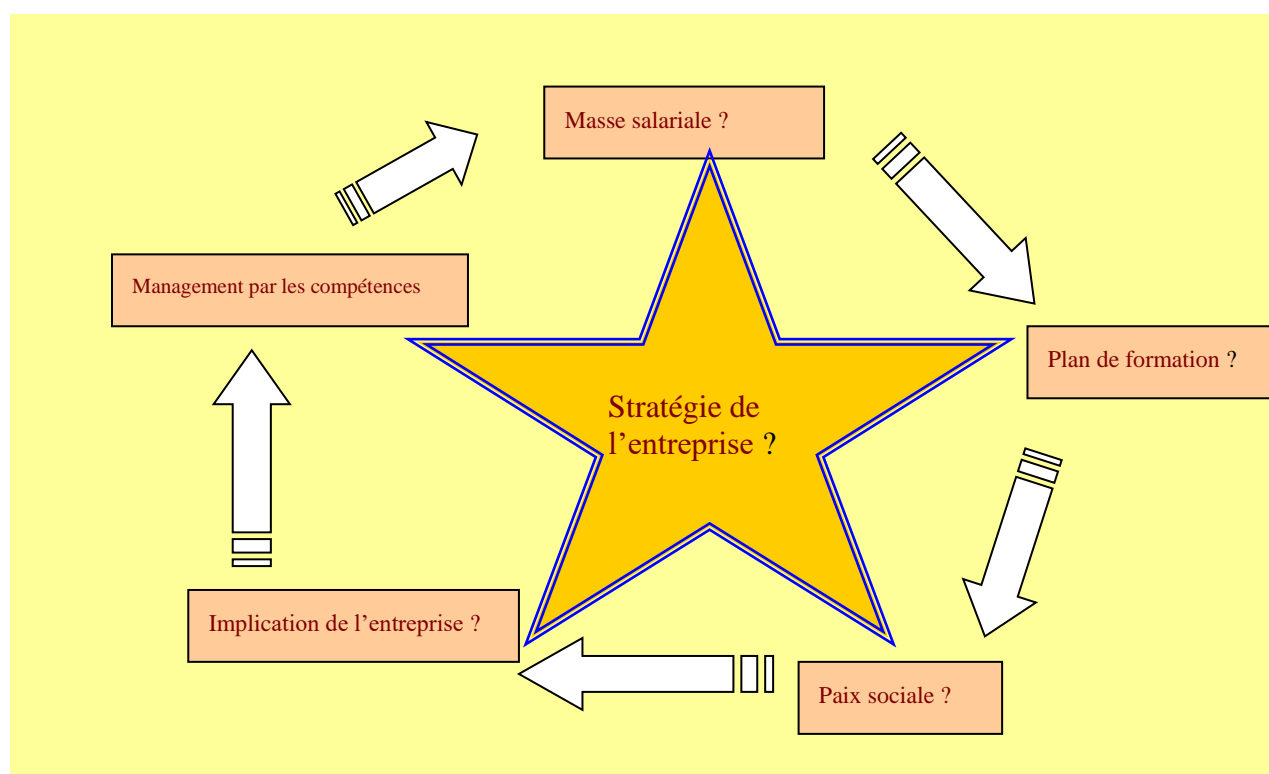 Masse salariale ?
Management par les compétences
Plan de formation ?
Stratégie de
l’entreprise ?
Implication de l’entreprise ?
Paix sociale ?